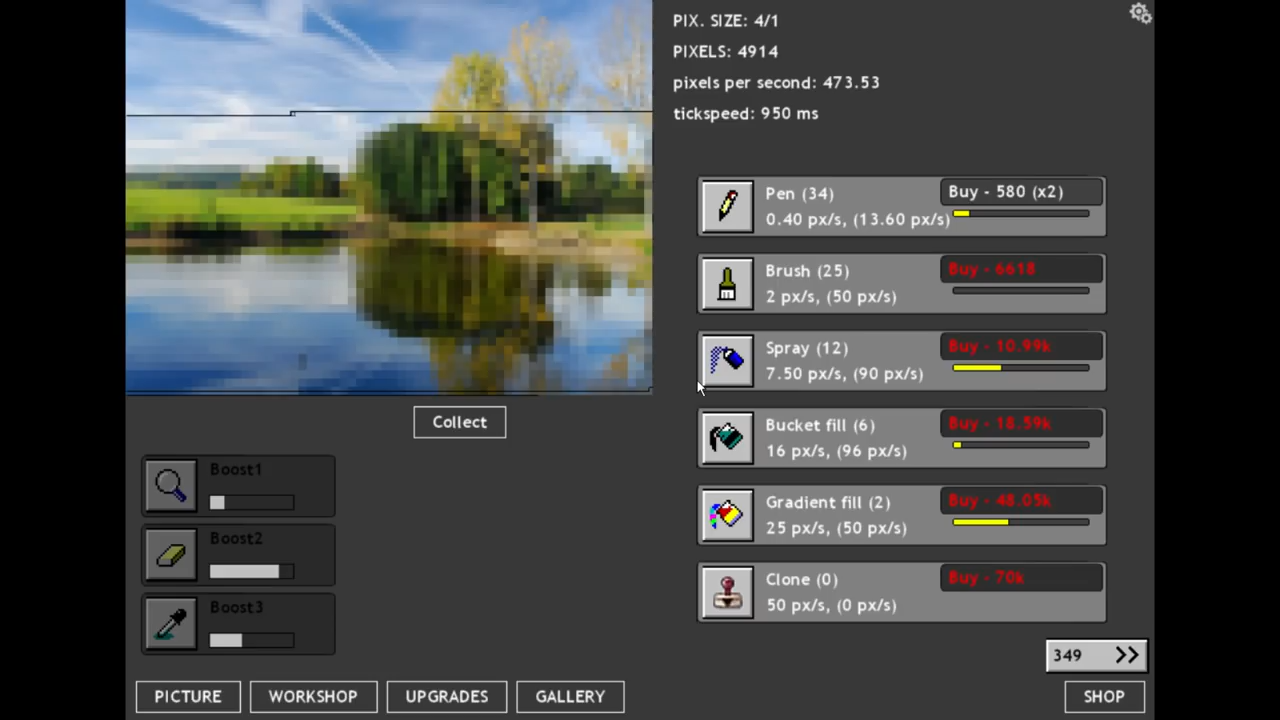 PIX. SIZE: 4/1
PIXELS: 4914
pixels per second: 473.53
tickspeed: 950 ms
Pen (34)
Buy - 580 (x2)
0.40 px/s, (13.60 px/s)
Brush (25)
Buy - 6618
2 px/s, (50 px/s)
Spray (12)
Buy - 10.99k
7.50 px/s, (90 px/s)
Bucket fill (6)
Buy - 18.59k
16 px/s, (96 px/s)
Gradient fill (2)
Buy - 48.05k
25 px/s, (50 px/s)
Clone (0)
Buy - 70k
50 px/s, (0 px/s)
Collect
Boost1
Boost2
Boost3
349 >>
PICTURE
WORKSHOP
UPGRADES
GALLERY
SHOP